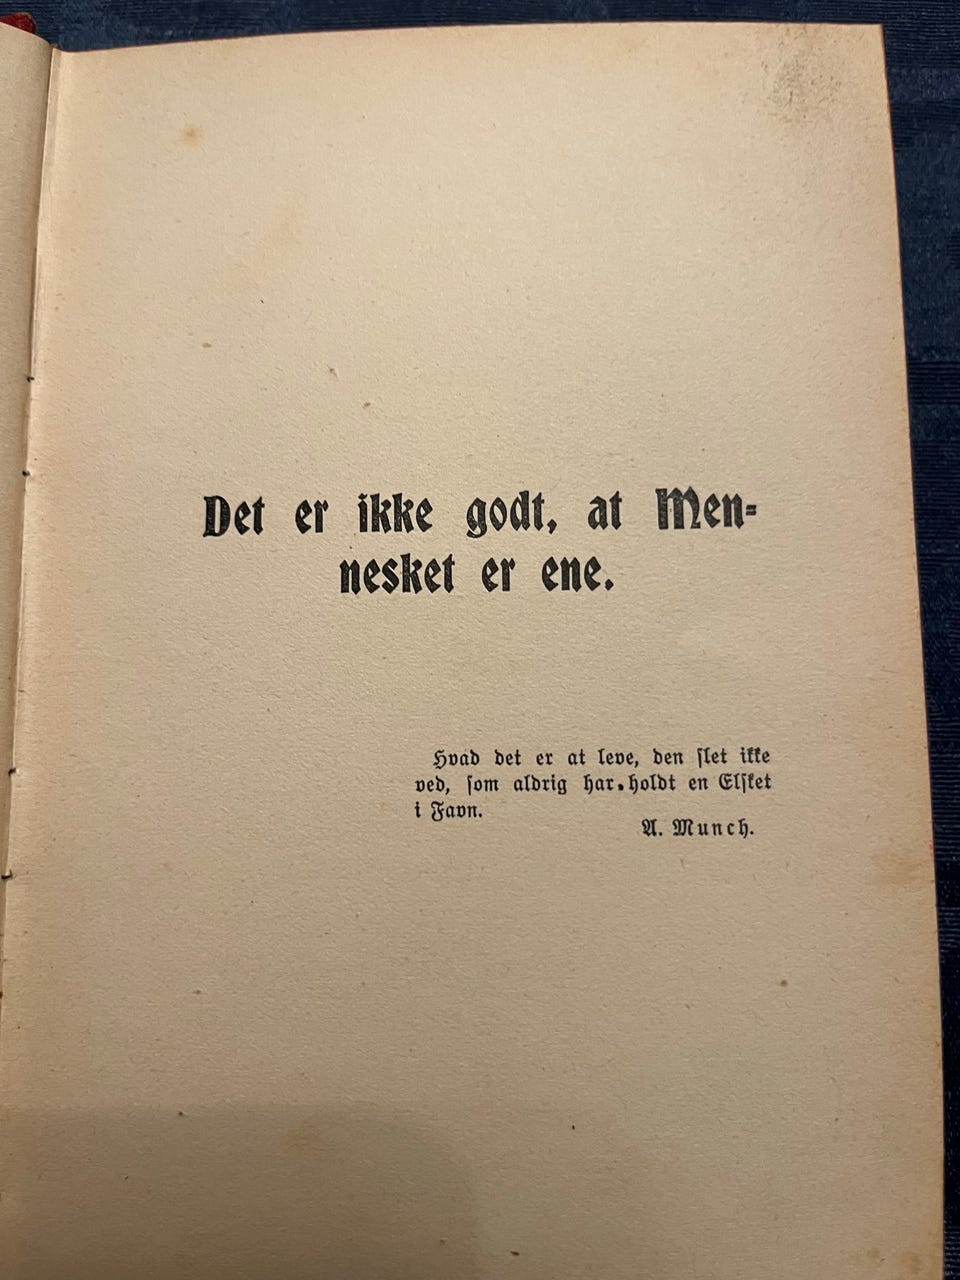 Det er ikke godt, at Men-
nesket er ene.
Hvad det er at leve, den slet ikke
ved, som aldrig har holdt en Elsket
i Favn.
A. Munch.